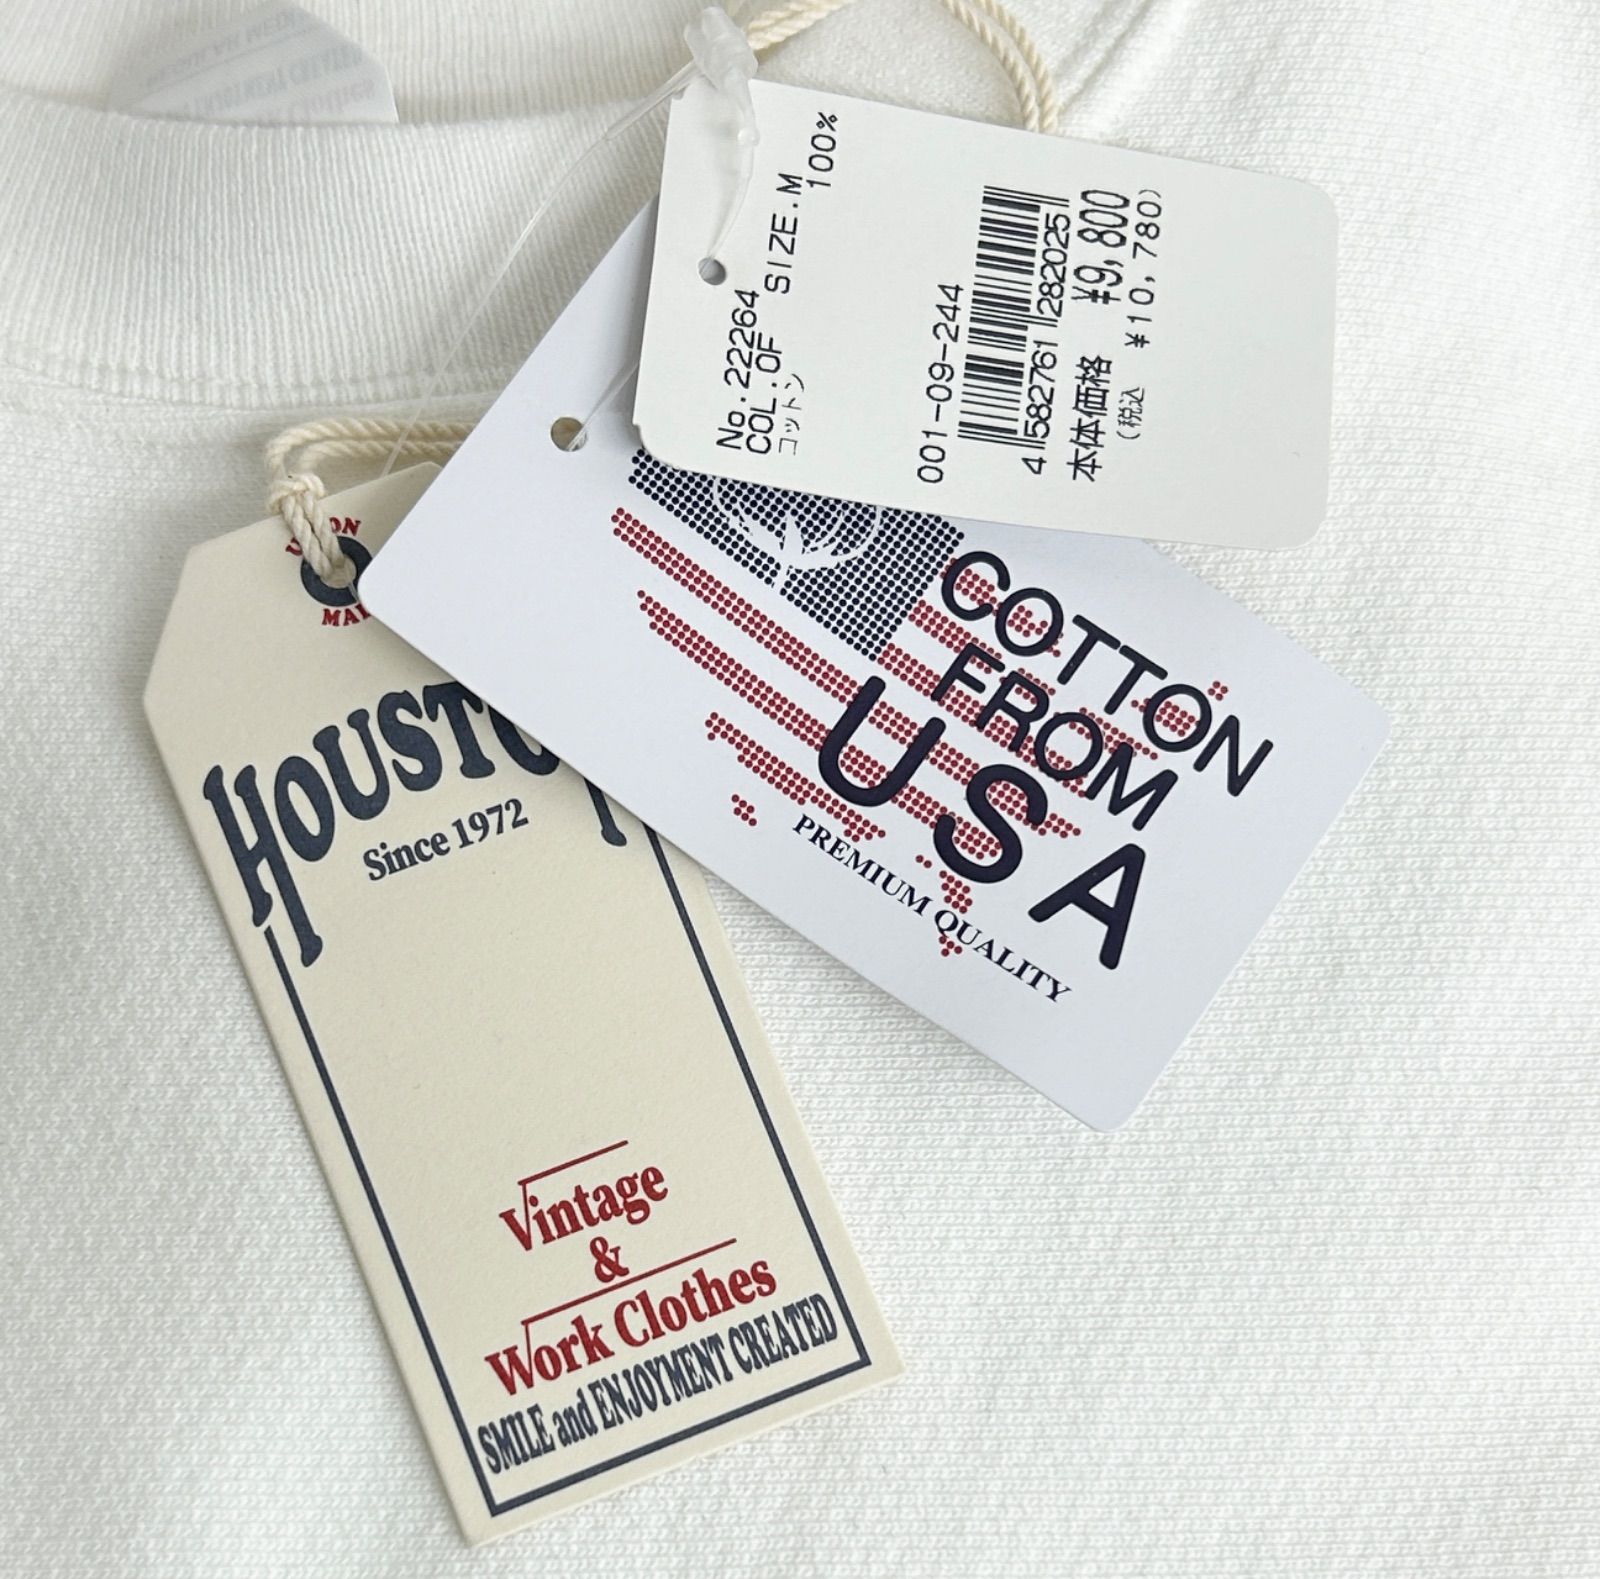 No.22264
COL:OF SIZE.M
コットン 100%
001-09-244
4 582761 282025
本体価格 ¥9,800
(税込 ¥10,780)
COTTON
FROM
USA
PREMIUM QUALITY
Since 1972
Vintage
&
Work Clothes
SMILE and ENJOYMENT CREATED